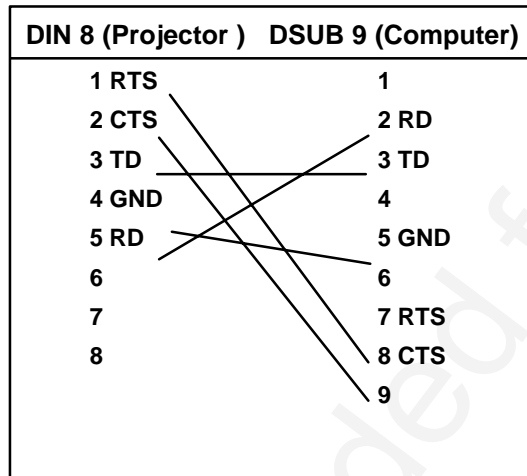 DIN 8 (Projector ) DSUB 9 (Computer)
1 RTS 1
2 CTS 2 RD
3 TD 3 TD
4 GND 4
5 RD 5 GND
6 6
7 7 RTS
8 8 CTS
9